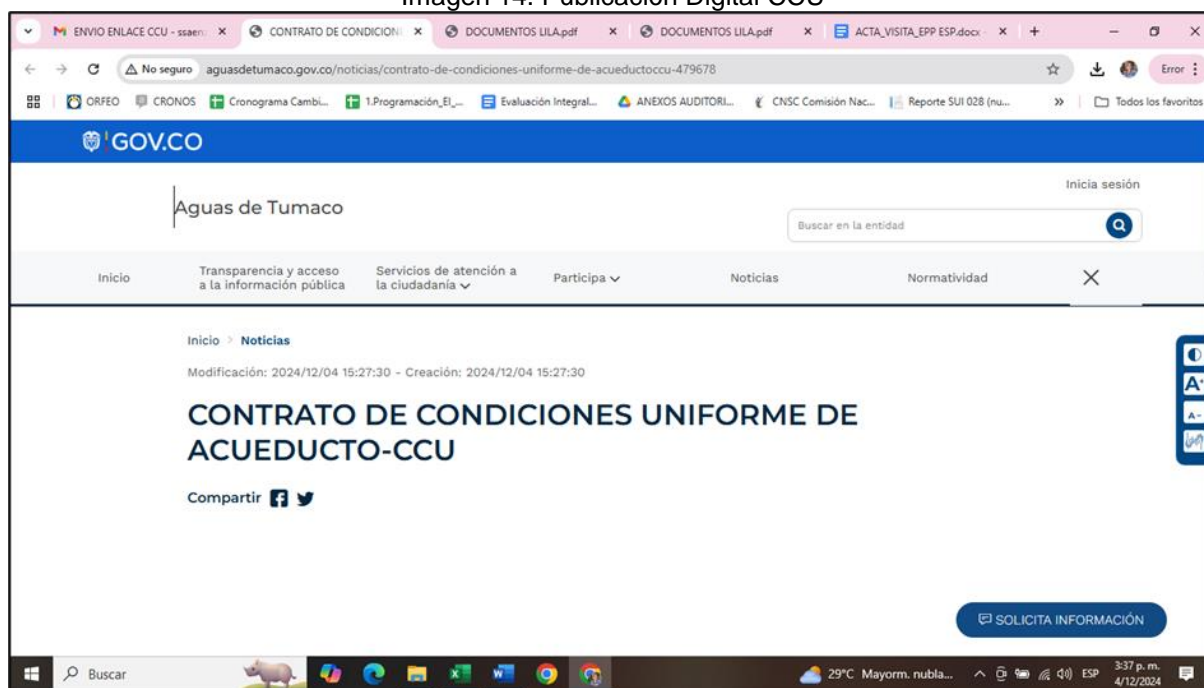 Imagen 14. Publicación Digital CCU
ENVIO ENLACE CCU - ssaen
CONTRATO DE CONDICION
DOCUMENTOS LILA.pdf
DOCUMENTOS LILA.pdf
ACTA_VISITA_EPP ESP.docx
No seguro aguasdetumaco.gov.co/noticias/contrato-de-condiciones-uniforme-de-acueductoccu-479678
Error
ORFEO CRONOS Cronograma Cambi... 1.Programación_El_... Evaluación Integral... ANEXOS AUDITORI... CNSC Comisión Nac... Reporte SUI 028 (nu... Todos los favoritos
GOV.CO
Inicia sesión
Aguas de Tumaco
Buscar en la entidad
Inicio
Transparencia y acceso
a la información pública
Servicios de atención a
la ciudadanía
Participa
Noticias
Normatividad
Inicio > Noticias
Modificación: 2024/12/04 15:27:30 - Creación: 2024/12/04 15:27:30
CONTRATO DE CONDICIONES UNIFORME DE
ACUEDUCTO-CCU
Compartir
A+
A-
SOLICITA INFORMACIÓN
Buscar
29°C Mayorm. nubla...
ESP
3:37 p. m.
4/12/2024